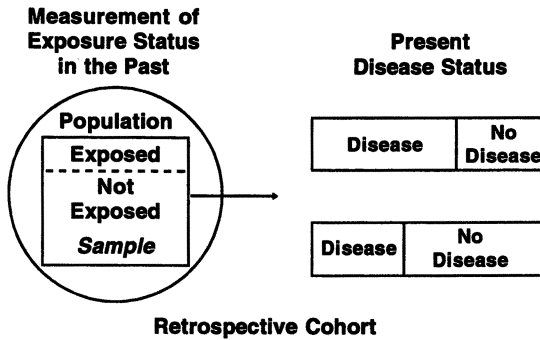 Measurement of
Exposure Status
in the Past
Population
Exposed
Not
Exposed
Sample
Present
Disease Status
Disease
No
Disease
Disease
No
Disease
Retrospective Cohort